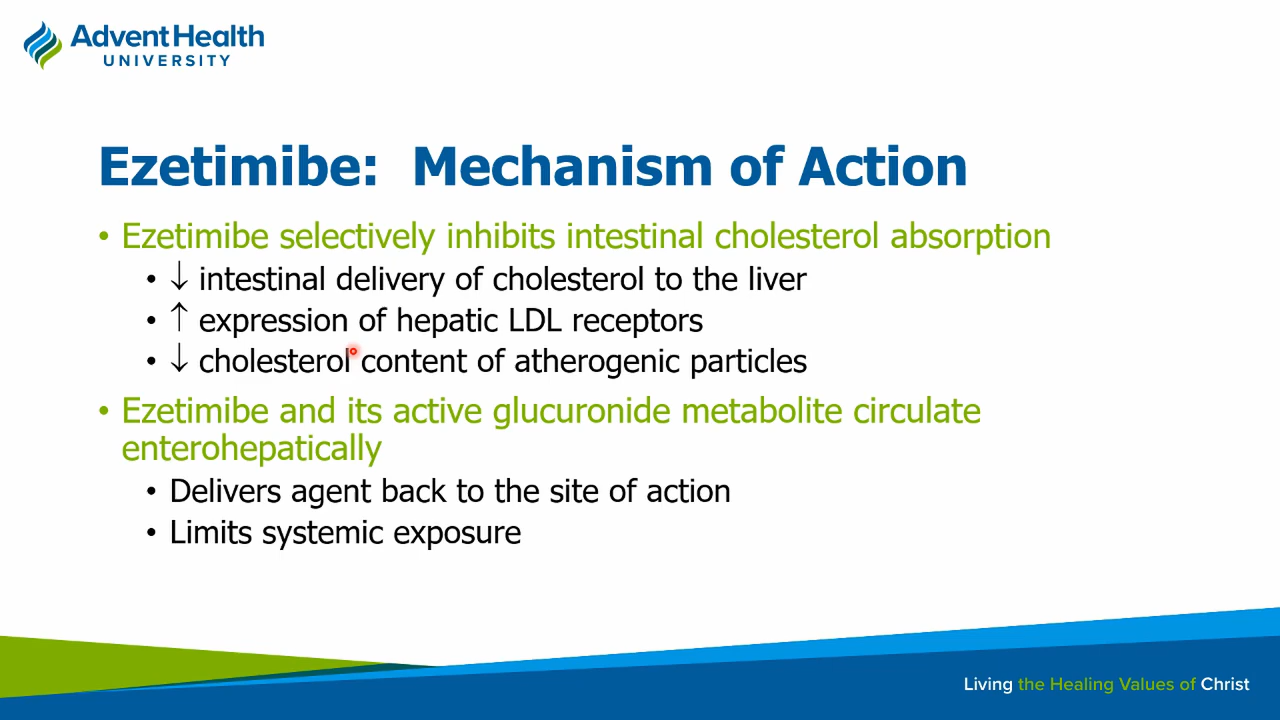 AdventHealth
UNIVERSITY
Ezetimibe: Mechanism of Action
• Ezetimibe selectively inhibits intestinal cholesterol absorption
• ↓ intestinal delivery of cholesterol to the liver
• ↑ expression of hepatic LDL receptors
• ↓ cholesterol content of atherogenic particles
• Ezetimibe and its active glucuronide metabolite circulate
enterohepatically
• Delivers agent back to the site of action
• Limits systemic exposure
Living the Healing Values of Christ